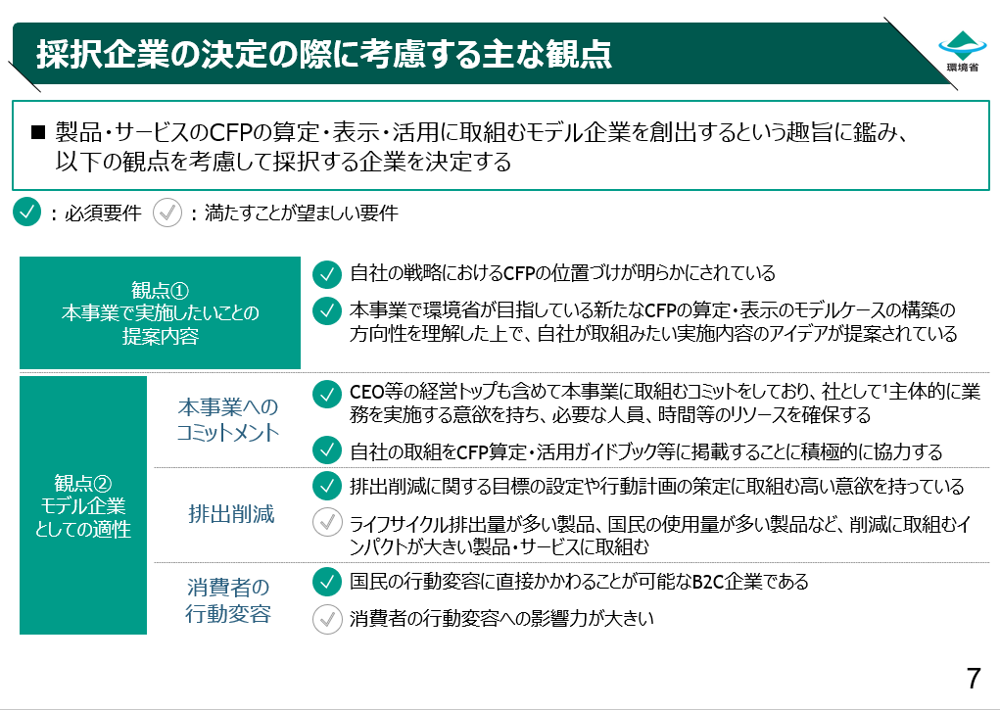 採択企業の決定の際に考慮する主な観点
環境省
■ 製品・サービスのCFPの算定・表示・活用に取組むモデル企業を創出するという趣旨に鑑み、
以下の観点を考慮して採択する企業を決定する
：必須要件 ：満たすことが望ましい要件
観点①
本事業で実施したいことの
提案内容
自社の戦略におけるCFPの位置づけが明らかにされている
本事業で環境省が目指している新たなCFPの算定・表示のモデルケースの構築の
方向性を理解した上で、自社が取組みたい実施内容のアイデアが提案されている
観点②
モデル企業
としての適性
本事業への
コミットメント
CEO等の経営トップも含めて本事業に取組むコミットをしており、社として¹主体的に業
務を実施する意欲を持ち、必要な人員、時間等のリソースを確保する
自社の取組をCFP算定・活用ガイドブック等に掲載することに積極的に協力する
排出削減
排出削減に関する目標の設定や行動計画の策定に取組む高い意欲を持っている
ライフサイクル排出量が多い製品、国民の使用量が多い製品など、削減に取組むイ
ンパクトが大きい製品・サービスに取組む
消費者の
行動変容
国民の行動変容に直接かかわることが可能なB2C企業である
消費者の行動変容への影響力が大きい
7